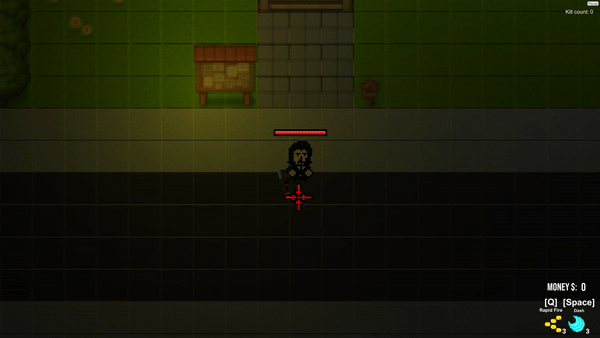 Kill count: 0
MONEY $: 0
[Q] [Space]
Rapid Fire Dash
3 3